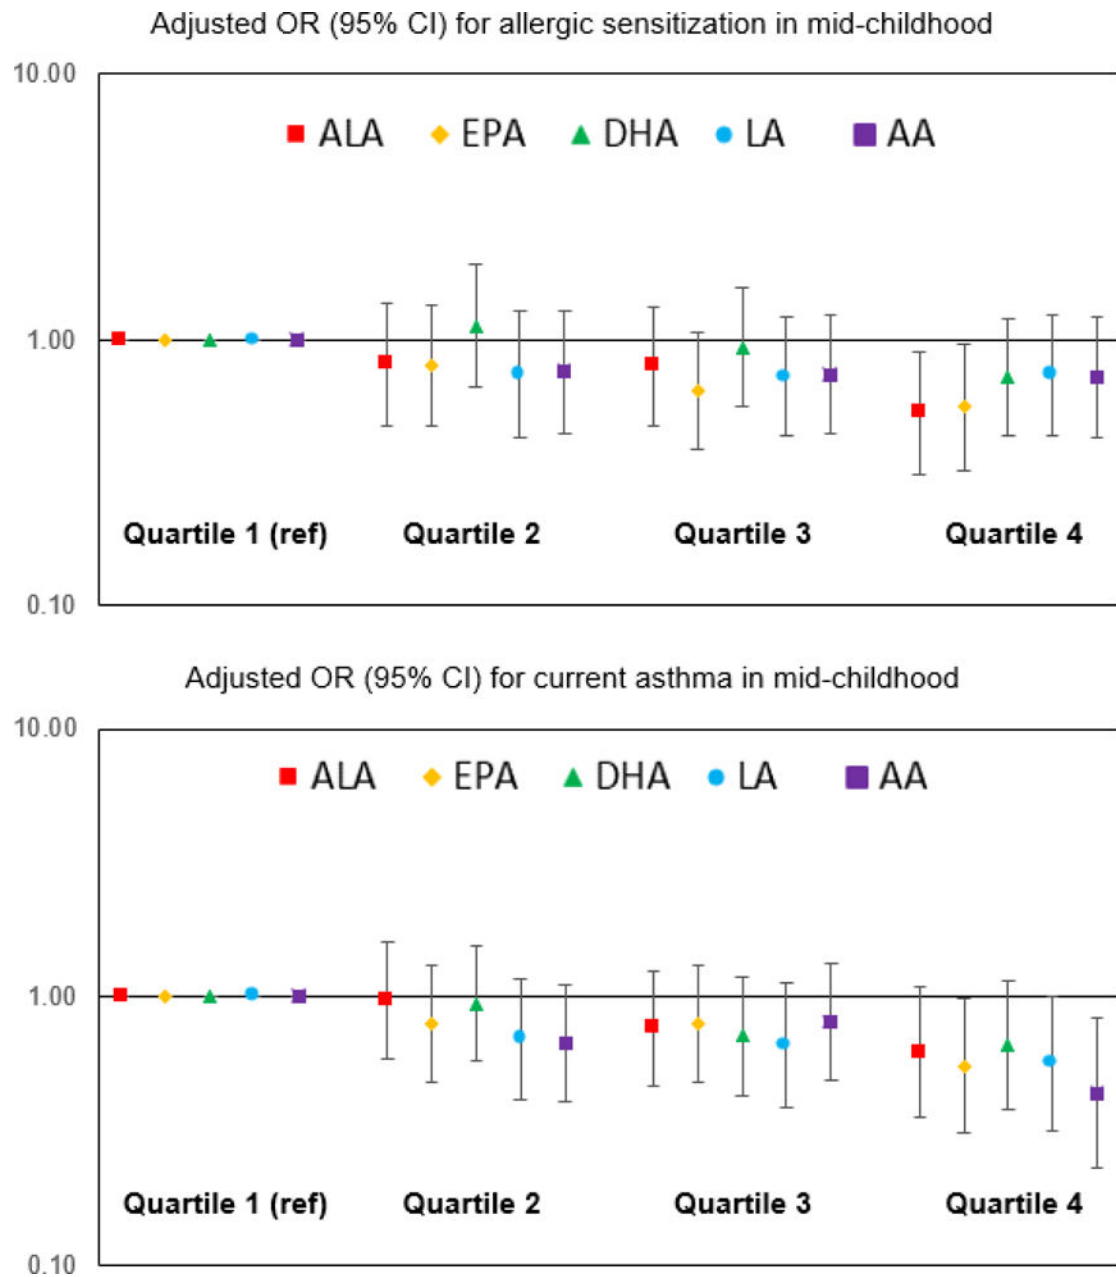 Adjusted OR (95% CI) for allergic sensitization in mid-childhood
10.00
ALA EPA DHA LA AA
1.00
Quartile 1 (ref) Quartile 2 Quartile 3 Quartile 4
0.10
Adjusted OR (95% CI) for current asthma in mid-childhood
10.00
ALA EPA DHA LA AA
1.00
Quartile 1 (ref) Quartile 2 Quartile 3 Quartile 4
0.10